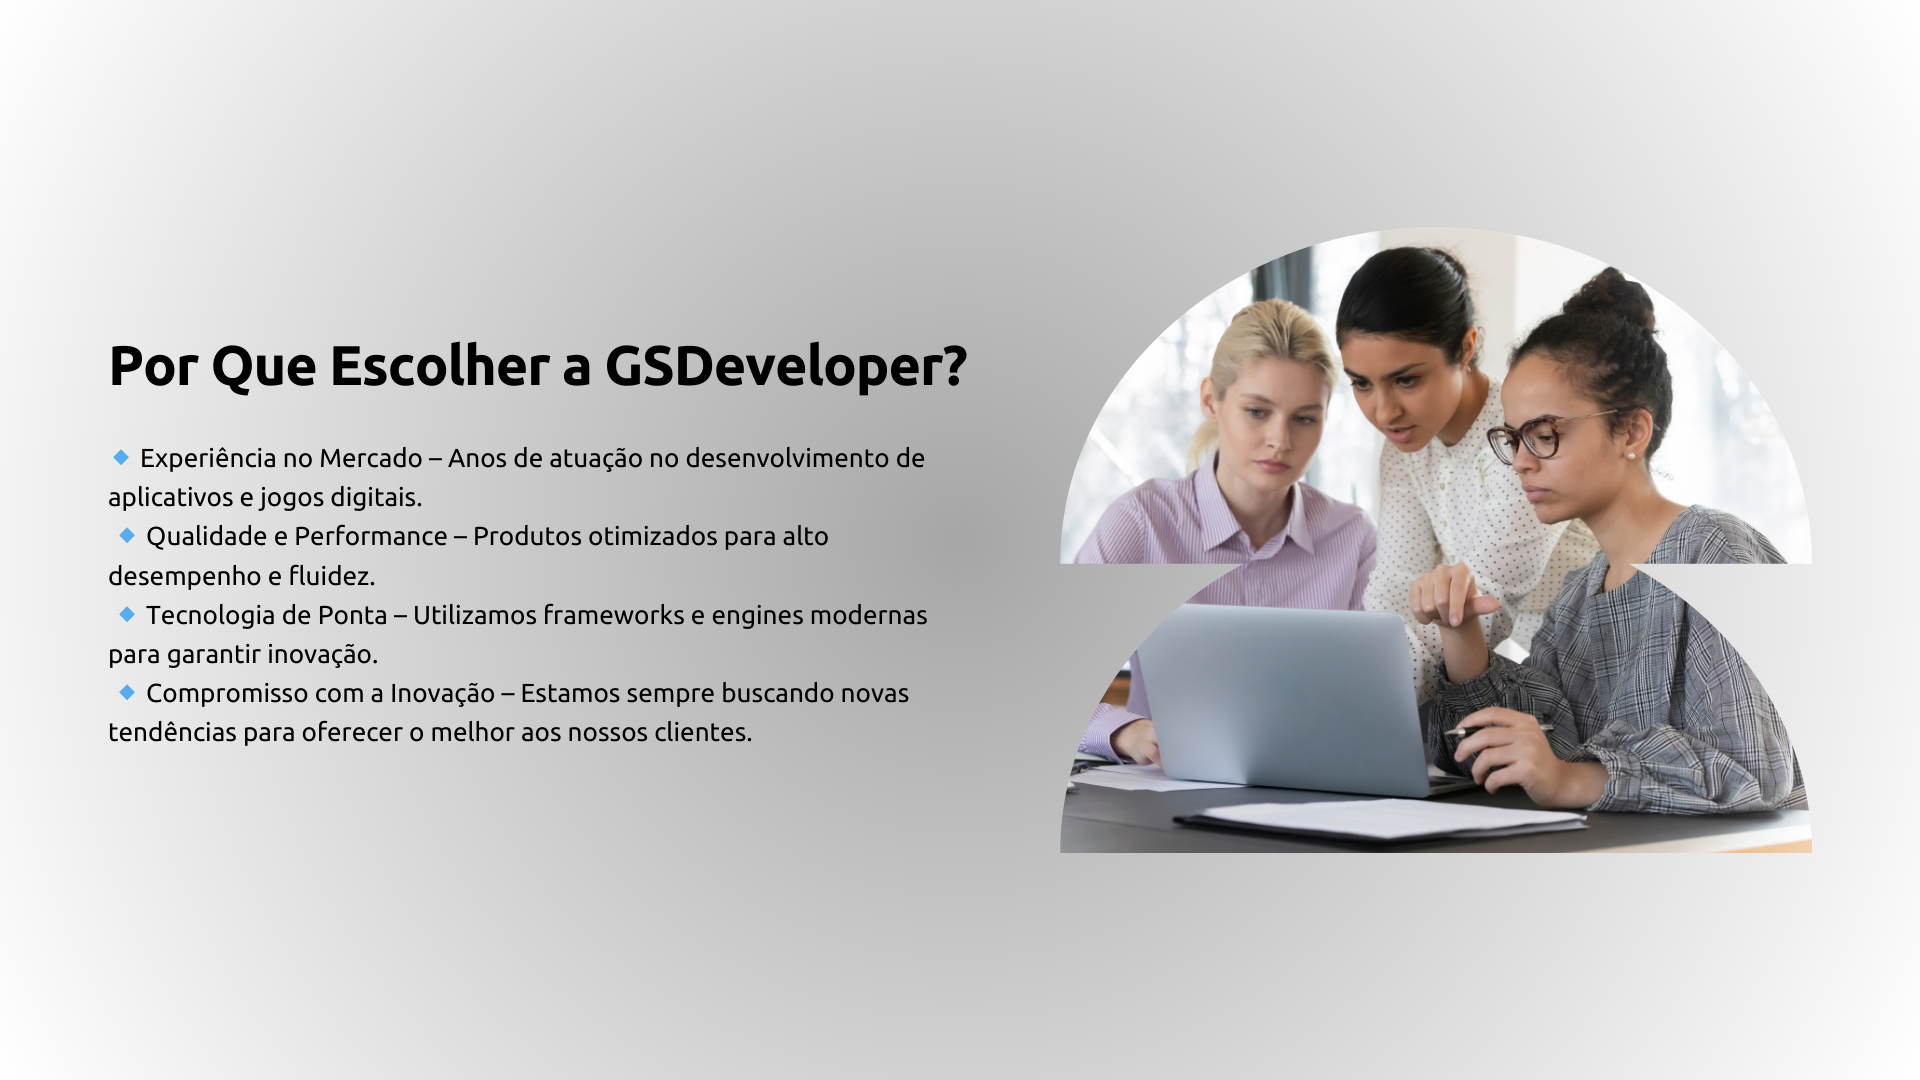 Por Que Escolher a GSDeveloper?
🔹 Experiência no Mercado – Anos de atuação no desenvolvimento de
aplicativos e jogos digitais.
🔹 Qualidade e Performance – Produtos otimizados para alto
desempenho e fluidez.
🔹 Tecnologia de Ponta – Utilizamos frameworks e engines modernas
para garantir inovação.
🔹 Compromisso com a Inovação – Estamos sempre buscando novas
tendências para oferecer o melhor aos nossos clientes.